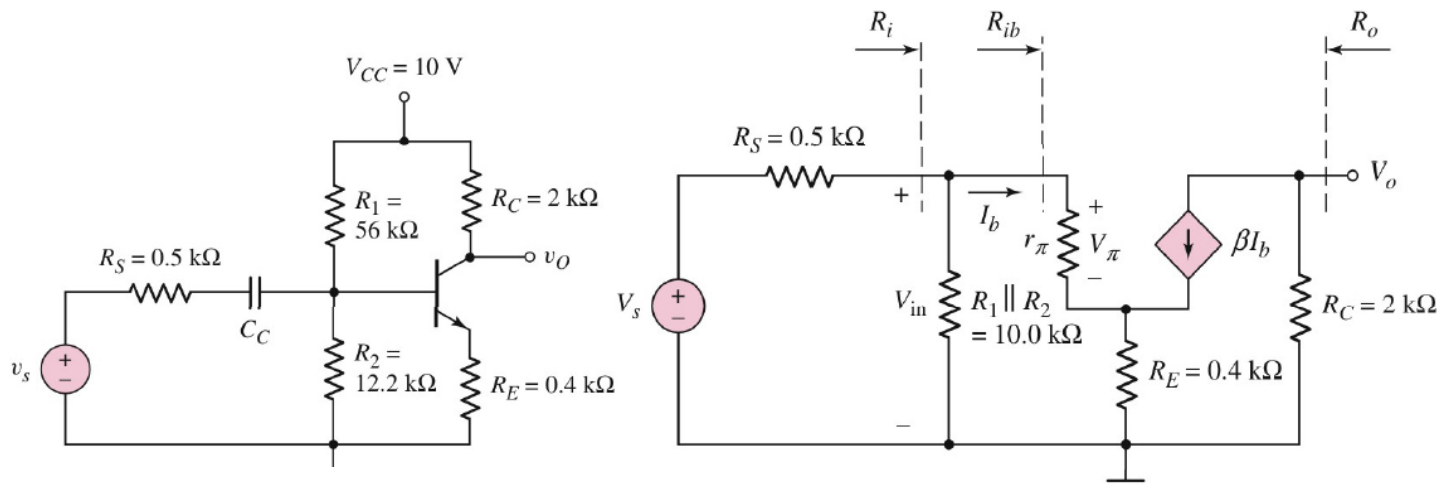 V_CC = 10 V
R_1 =
56 kΩ
R_C = 2 kΩ
R_S = 0.5 kΩ
v_O
C_C
v_s
+
−
R_2 =
12.2 kΩ
R_E = 0.4 kΩ
R_i
R_ib
R_o
R_S = 0.5 kΩ
+
I_b
r_π
+
V_π
−
V_o
βI_b
V_s
+
−
V_in
R_1 || R_2
= 10.0 kΩ
R_C = 2 kΩ
R_E = 0.4 kΩ
−